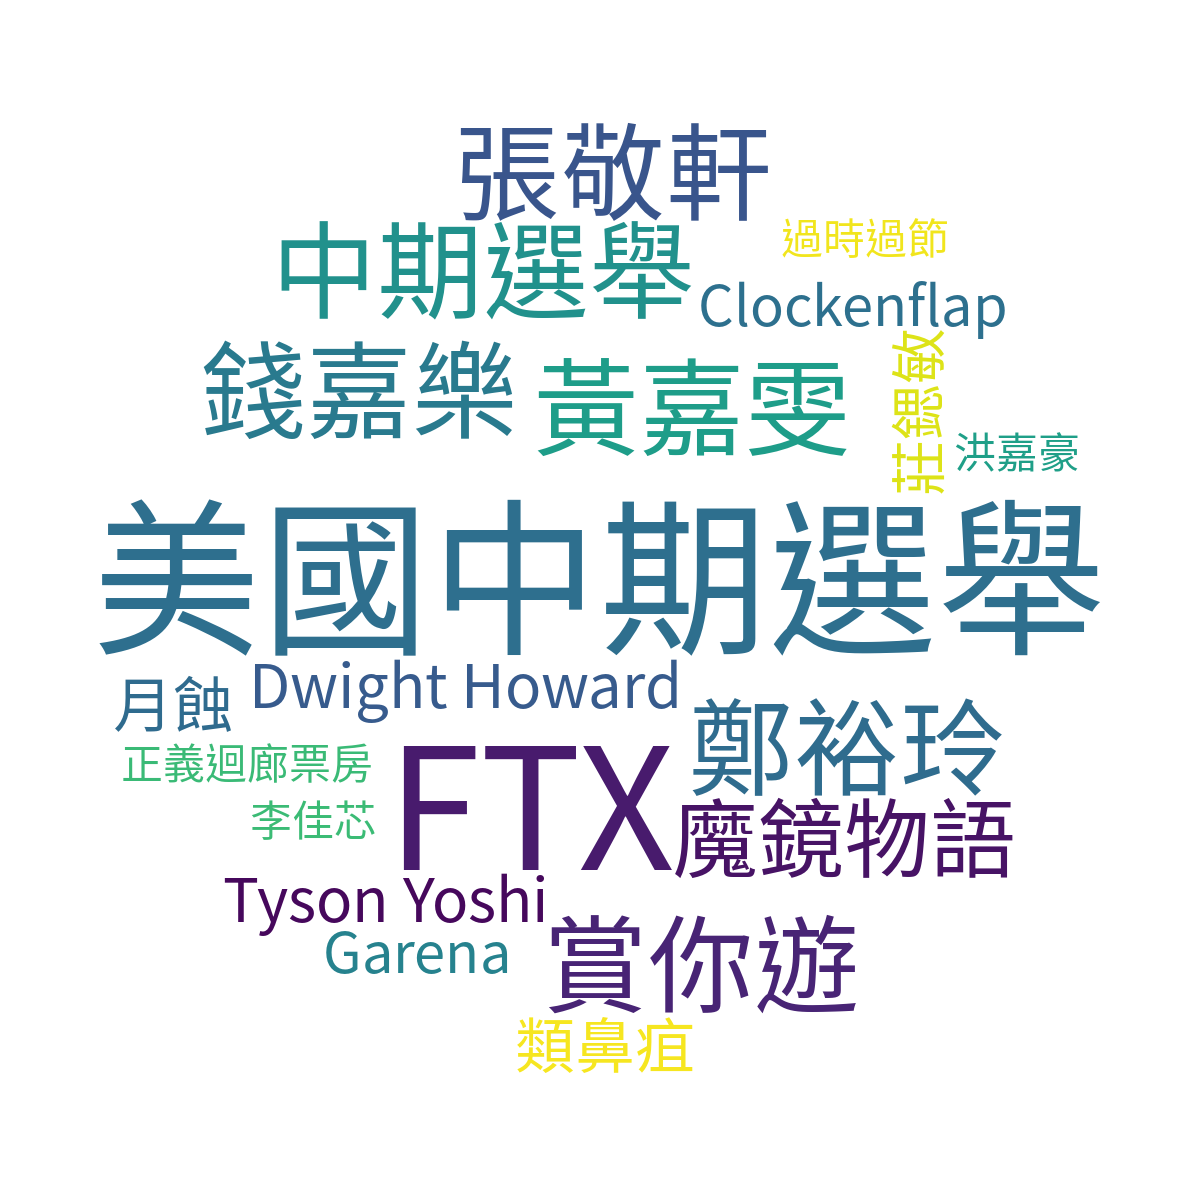 張敬軒
過時過節
中期選舉
Clockenflap
錢嘉樂
黃嘉雯
莊鍶敏
洪嘉豪
美國中期選舉
Dwight Howard
月蝕
鄭裕玲
正義迴廊票房
FTX
李佳芯
魔鏡物語
Tyson Yoshi
賞你遊
Garena
類鼻疽